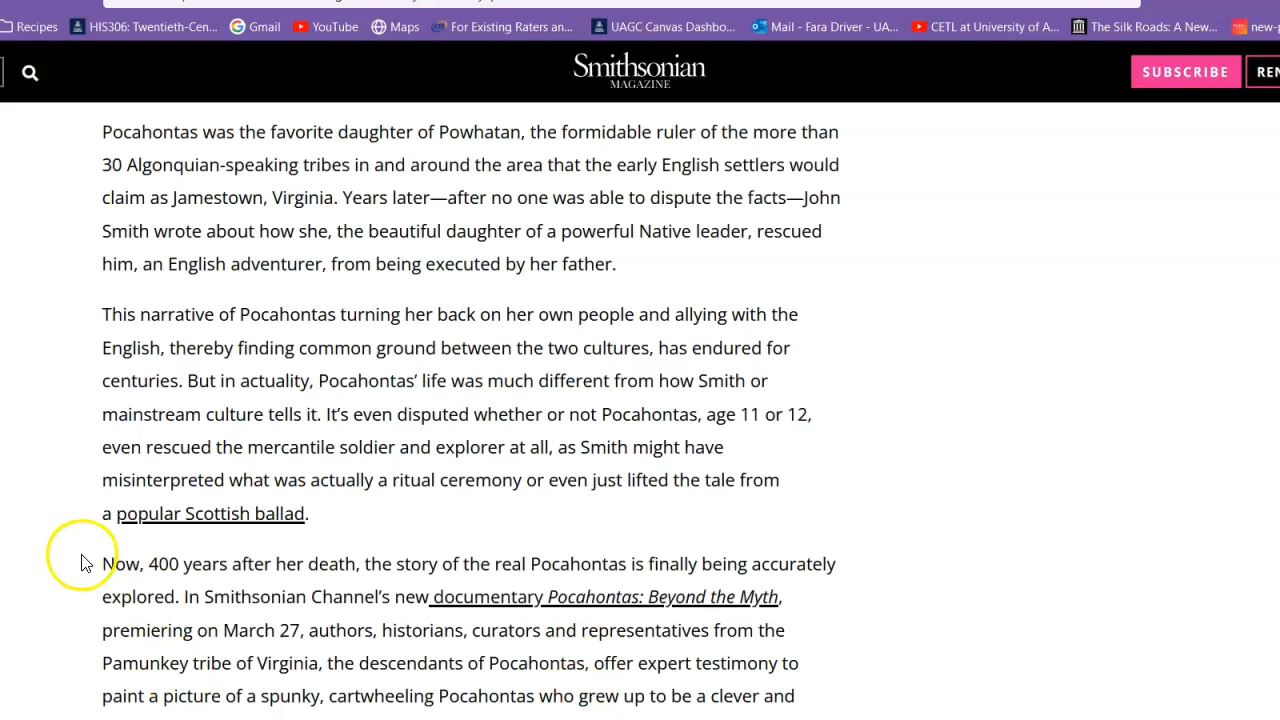 Recipes HIS306: Twentieth-Cen... Gmail YouTube Maps For Existing Raters an... UAGC Canvas Dashbo... Mail - Fara Driver - UA... CETL at University of A... The Silk Roads: A New... new-p
Smithsonian
MAGAZINE
SUBSCRIBE
REN
Pocahontas was the favorite daughter of Powhatan, the formidable ruler of the more than
30 Algonquian-speaking tribes in and around the area that the early English settlers would
claim as Jamestown, Virginia. Years later—after no one was able to dispute the facts—John
Smith wrote about how she, the beautiful daughter of a powerful Native leader, rescued
him, an English adventurer, from being executed by her father.
This narrative of Pocahontas turning her back on her own people and allying with the
English, thereby finding common ground between the two cultures, has endured for
centuries. But in actuality, Pocahontas’ life was much different from how Smith or
mainstream culture tells it. It’s even disputed whether or not Pocahontas, age 11 or 12,
even rescued the mercantile soldier and explorer at all, as Smith might have
misinterpreted what was actually a ritual ceremony or even just lifted the tale from
a popular Scottish ballad.
Now, 400 years after her death, the story of the real Pocahontas is finally being accurately
explored. In Smithsonian Channel’s new documentary Pocahontas: Beyond the Myth,
premiering on March 27, authors, historians, curators and representatives from the
Pamunkey tribe of Virginia, the descendants of Pocahontas, offer expert testimony to
paint a picture of a spunky, cartwheeling Pocahontas who grew up to be a clever and